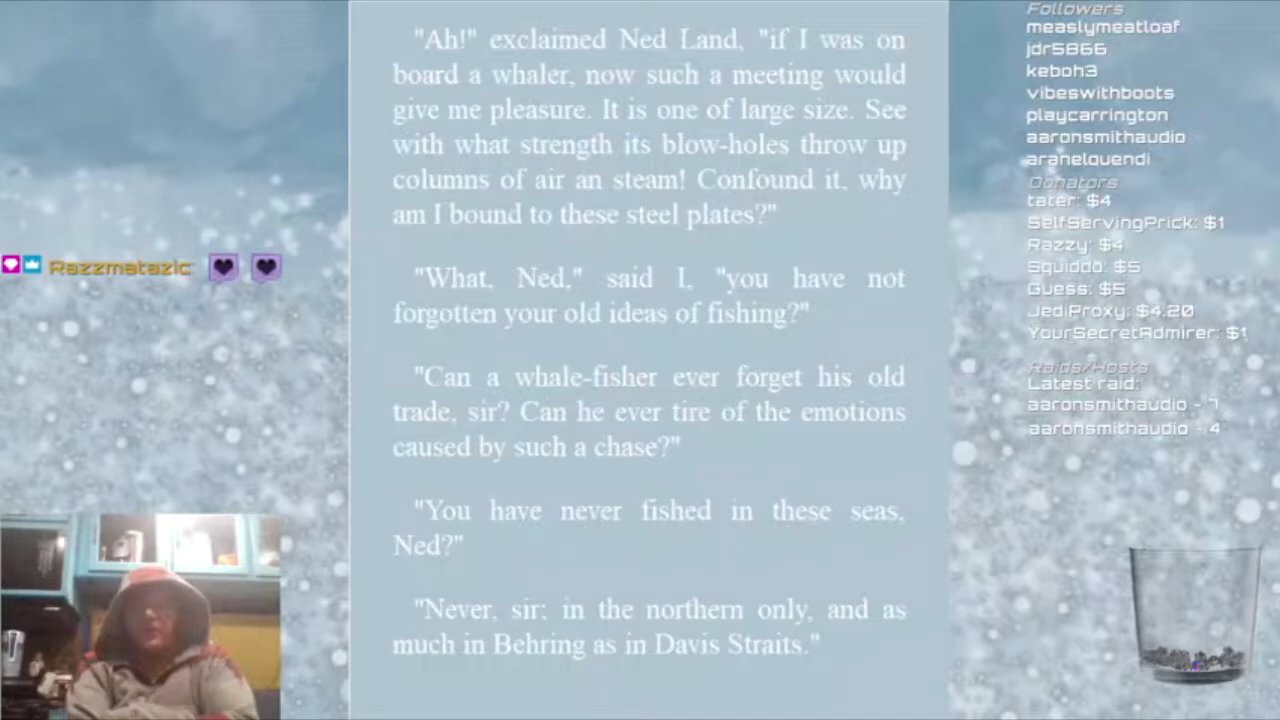 "Ah!" exclaimed Ned Land, "if I was on
board a whaler, now such a meeting would
give me pleasure. It is one of large size. See
with what strength its blow-holes throw up
columns of air an steam! Confound it, why
am I bound to these steel plates?"
"What, Ned," said I, "you have not
forgotten your old ideas of fishing?"
"Can a whale-fisher ever forget his old
trade, sir? Can he ever tire of the emotions
caused by such a chase?"
"You have never fished in these seas,
Ned?"
"Never, sir; in the northern only, and as
much in Behring as in Davis Straits."
Razzmatazic
Followers
measlymeatloaf
jdr5866
keboh3
vibeswithboots
playcarrington
aaronsmithaudio
aranelquendi
Donators
tater: $4
SelfServingPrick: $1
Razzy: $4
Squiddo: $5
Guess: $5
JediProxy: $4.20
YourSecretAdmirer: $1
Raids/Hosts
Latest raid:
aaronsmithaudio - 7
aaronsmithaudio - 4